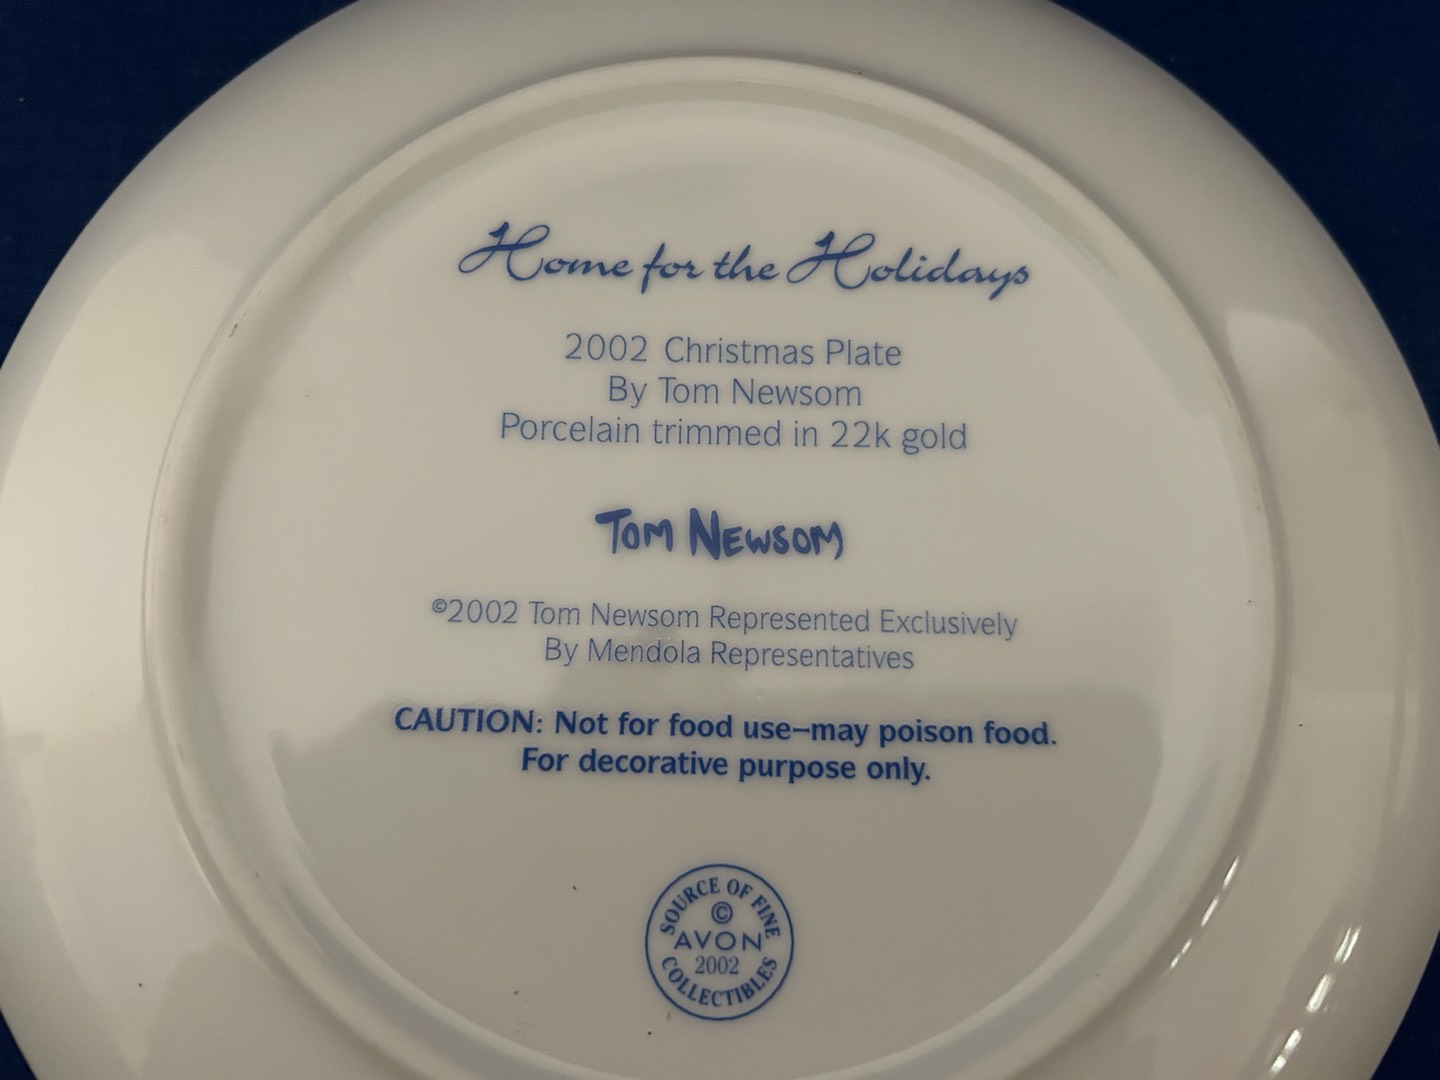 Home for the Holidays
2002 Christmas Plate
By Tom Newsom
Porcelain trimmed in 22k gold
TOM NEWSOM
©2002 Tom Newsom Represented Exclusively
By Mendola Representatives
CAUTION: Not for food use–may poison food.
For decorative purpose only.
SOURCE OF FINE
©
AVON
2002
COLLECTIBLES